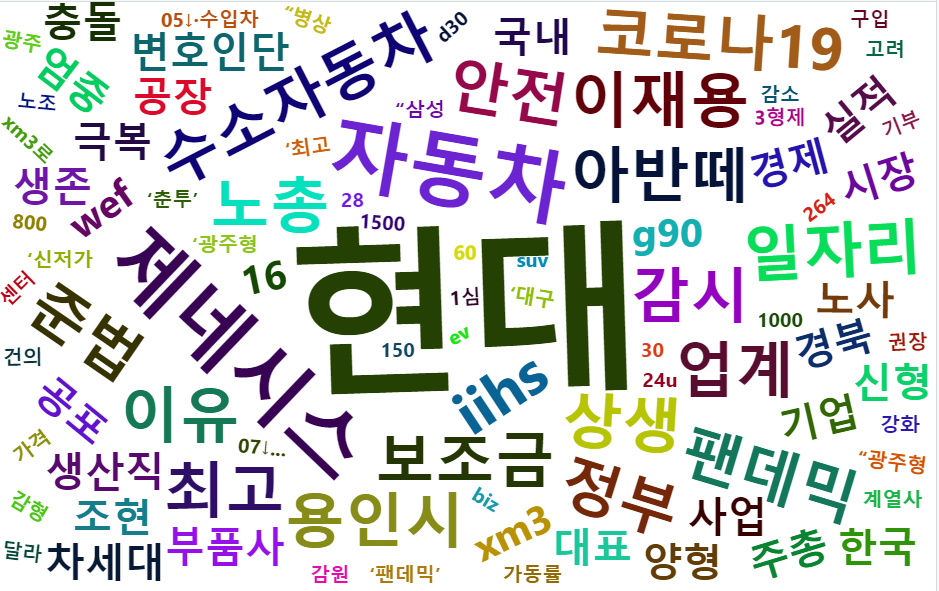 충돌
05↓·수입차
“병상
d30
국내
코로나19
구입
고려
광주
변호인단
엄중
노조
공장
수소자동차
“삼성
안전
이재용
감소
3형제
실적
기부
xm3로
극복
‘최고
자동차
아반떼
경제
시장
생존
wef
‘춘투’
노총
28
1500
264
800
‘광주형
g90
일자리
‘신저가
센터
16
제네시스
현대
60
suv
1심
‘대구
감시
노사
준법
ev
150
1000
건의
30
24u
업계
경북
권장
iihs
신형
공포
이유
상생
기업
강화
가격
07↓…
보조금
팬데믹
“광주형
생산직
최고
정부
계열사
감형
조현
용인시
biz
xm3
사업
달라
차세대
부품사
대표
양형
주총
한국
감원
‘팬데믹’
가동률